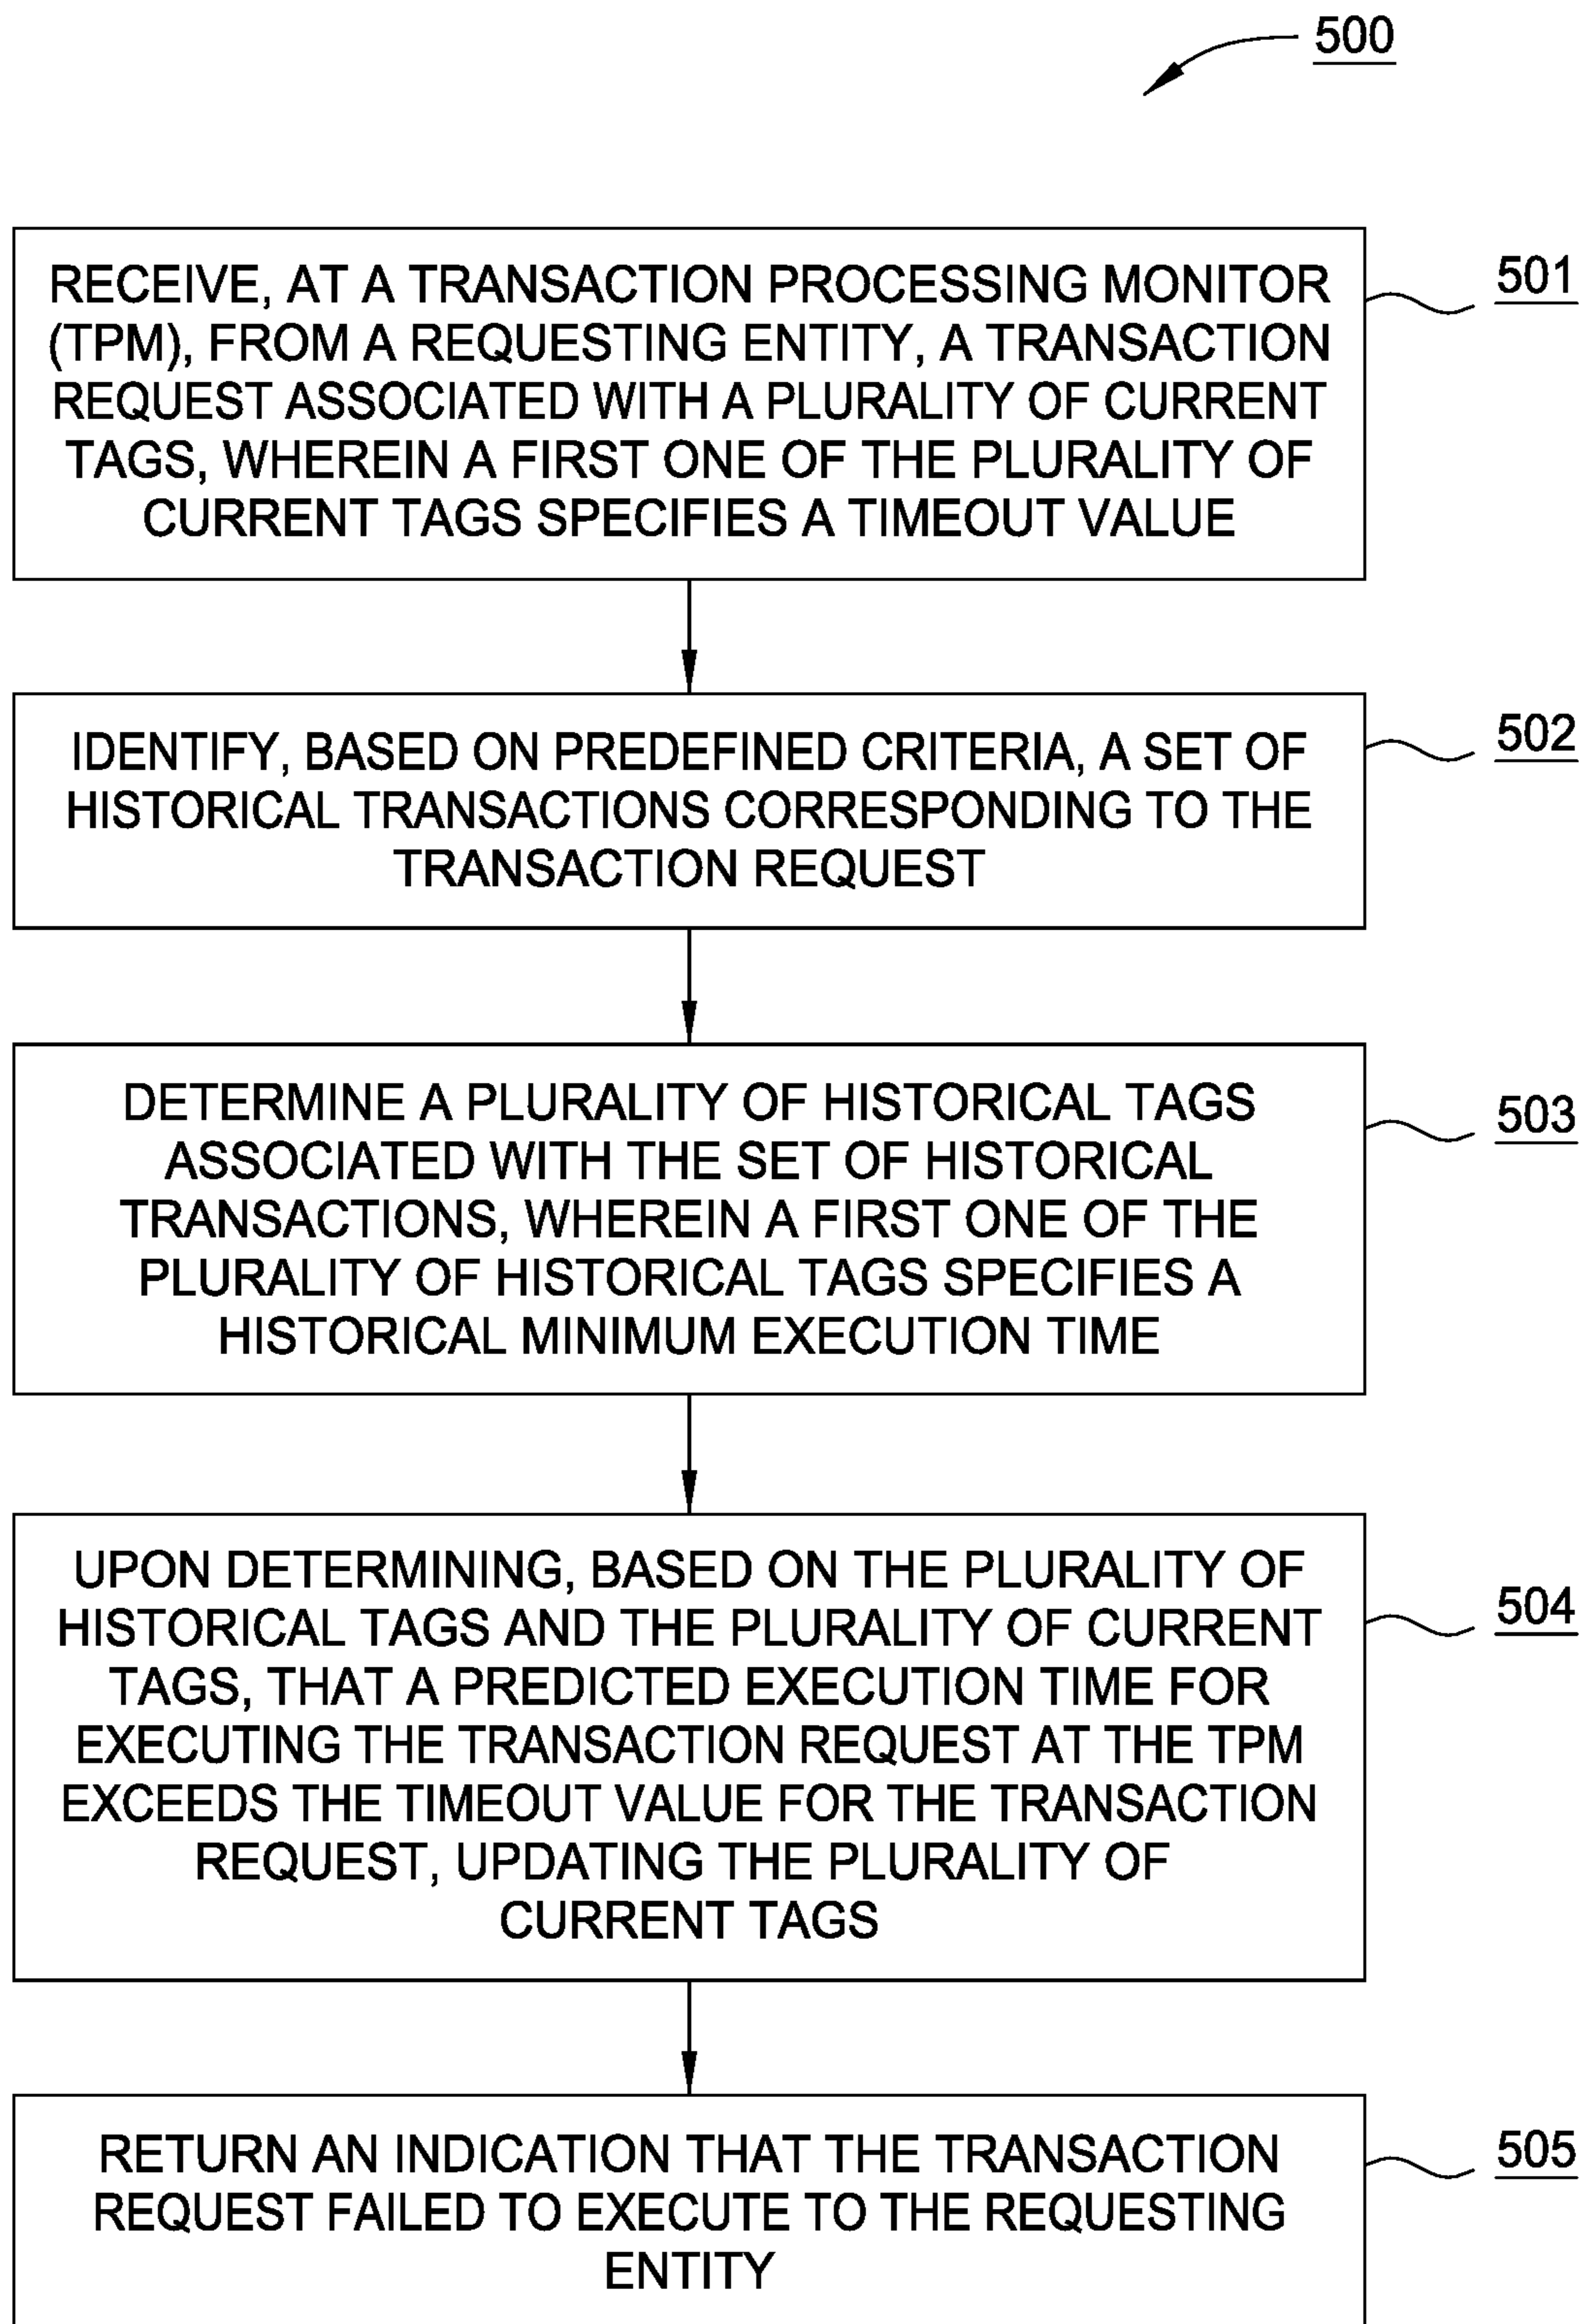 500
RECEIVE, AT A TRANSACTION PROCESSING MONITOR
(TPM), FROM A REQUESTING ENTITY, A TRANSACTION
REQUEST ASSOCIATED WITH A PLURALITY OF CURRENT
TAGS, WHEREIN A FIRST ONE OF THE PLURALITY OF
CURRENT TAGS SPECIFIES A TIMEOUT VALUE
501
IDENTIFY, BASED ON PREDEFINED CRITERIA, A SET OF
HISTORICAL TRANSACTIONS CORRESPONDING TO THE
TRANSACTION REQUEST
502
DETERMINE A PLURALITY OF HISTORICAL TAGS
ASSOCIATED WITH THE SET OF HISTORICAL
TRANSACTIONS, WHEREIN A FIRST ONE OF THE
PLURALITY OF HISTORICAL TAGS SPECIFIES A
HISTORICAL MINIMUM EXECUTION TIME
503
UPON DETERMINING, BASED ON THE PLURALITY OF
HISTORICAL TAGS AND THE PLURALITY OF CURRENT
TAGS, THAT A PREDICTED EXECUTION TIME FOR
EXECUTING THE TRANSACTION REQUEST AT THE TPM
EXCEEDS THE TIMEOUT VALUE FOR THE TRANSACTION
REQUEST, UPDATING THE PLURALITY OF
CURRENT TAGS
504
RETURN AN INDICATION THAT THE TRANSACTION
REQUEST FAILED TO EXECUTE TO THE REQUESTING
ENTITY
505